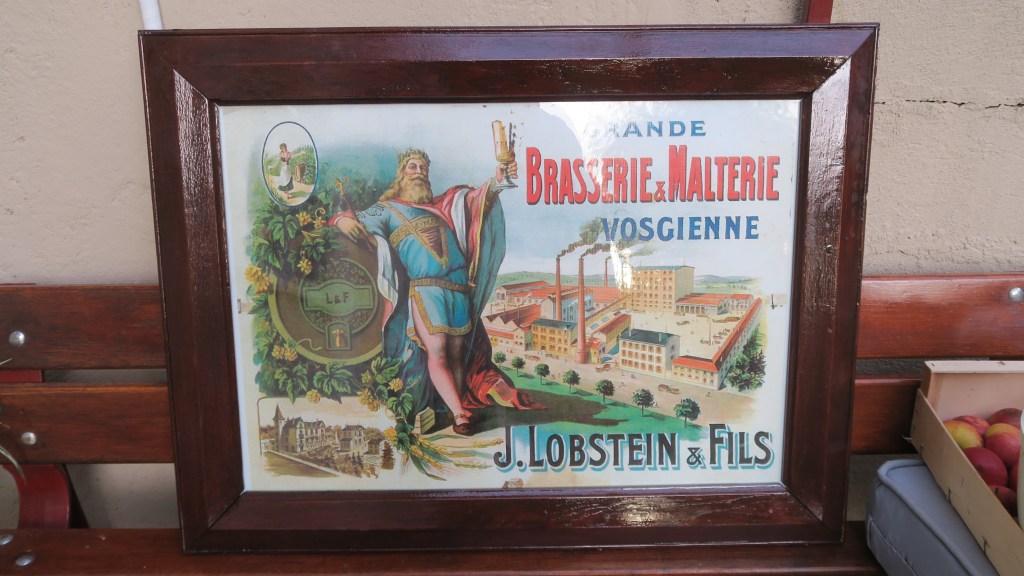 GRANDE
BRASSERIE & MALTERIE
VOSGIENNE
L & F
J. LOBSTEIN & FILS